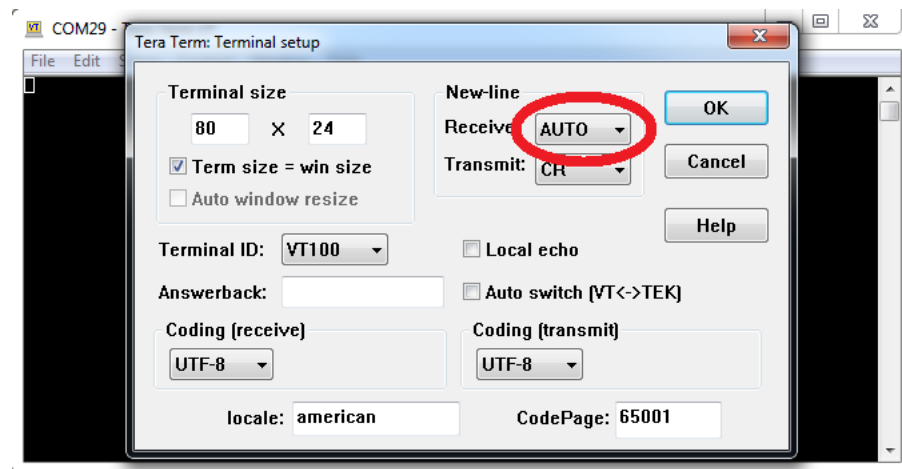 VT COM29 - T
Tera Term: Terminal setup
File Edit S
Terminal size
80 X 24
Term size = win size
Auto window resize
New-line
Receive AUTO
Transmit: CR
OK
Cancel
Help
Terminal ID: VT100
Answerback:
Local echo
Auto switch (VT<->TEK)
Coding (receive)
UTF-8
Coding (transmit)
UTF-8
locale: american
CodePage: 65001